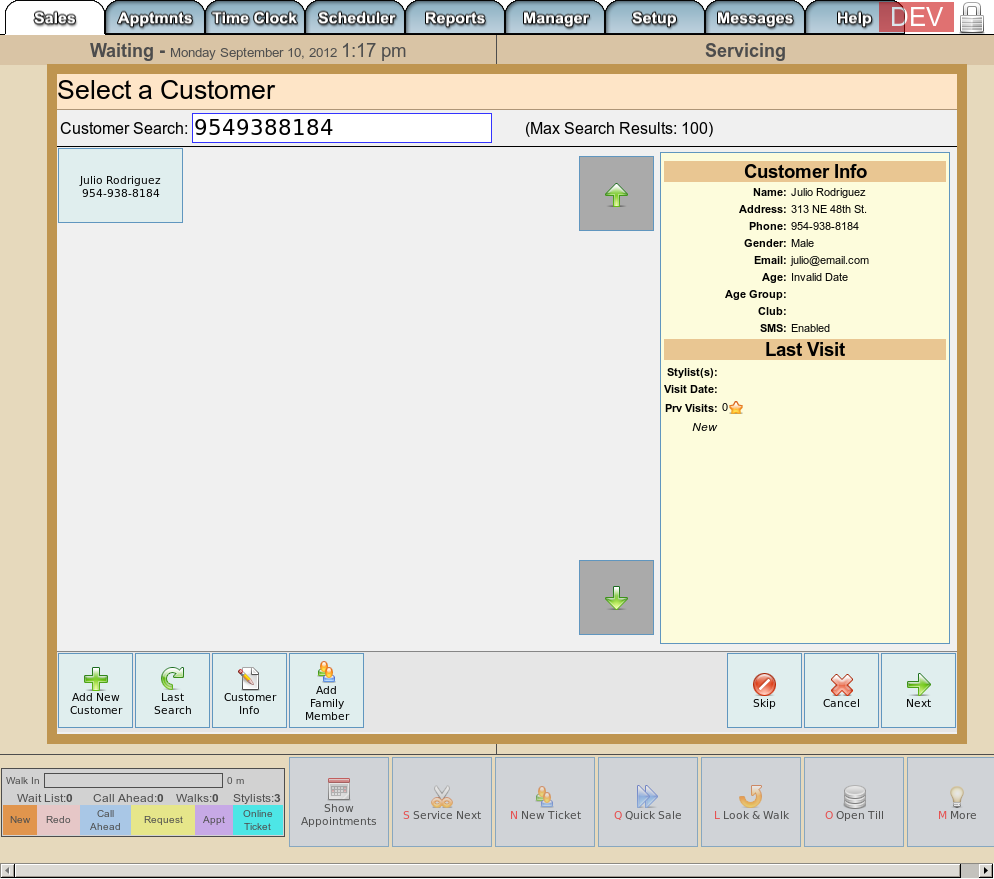 Sales Apptmnts Time Clock Scheduler Reports Manager Setup Messages Help DEV
Waiting - Monday September 10, 2012 1:17 pm
Servicing
Select a Customer
Customer Search: 9549388184 (Max Search Results: 100)
Julio Rodriguez
954-938-8184
Customer Info
Name: Julio Rodriguez
Address: 313 NE 48th St.
Phone: 954-938-8184
Gender: Male
Email: julio@email.com
Age: Invalid Date
Age Group:
Club:
SMS: Enabled
Last Visit
Stylist(s):
Visit Date:
Prv Visits: 0
New
Add New
Customer
Last
Search
Customer
Info
Add
Family
Member
Skip
Cancel
Next
Walk In 0 m
Wait List:0 Call Ahead:0 Walks:0 Stylists:3
New
Redo
Call
Ahead
Request
Appt
Online
Ticket
Show
Appointments
S Service Next
N New Ticket
Q Quick Sale
L Look & Walk
O Open Till
M More